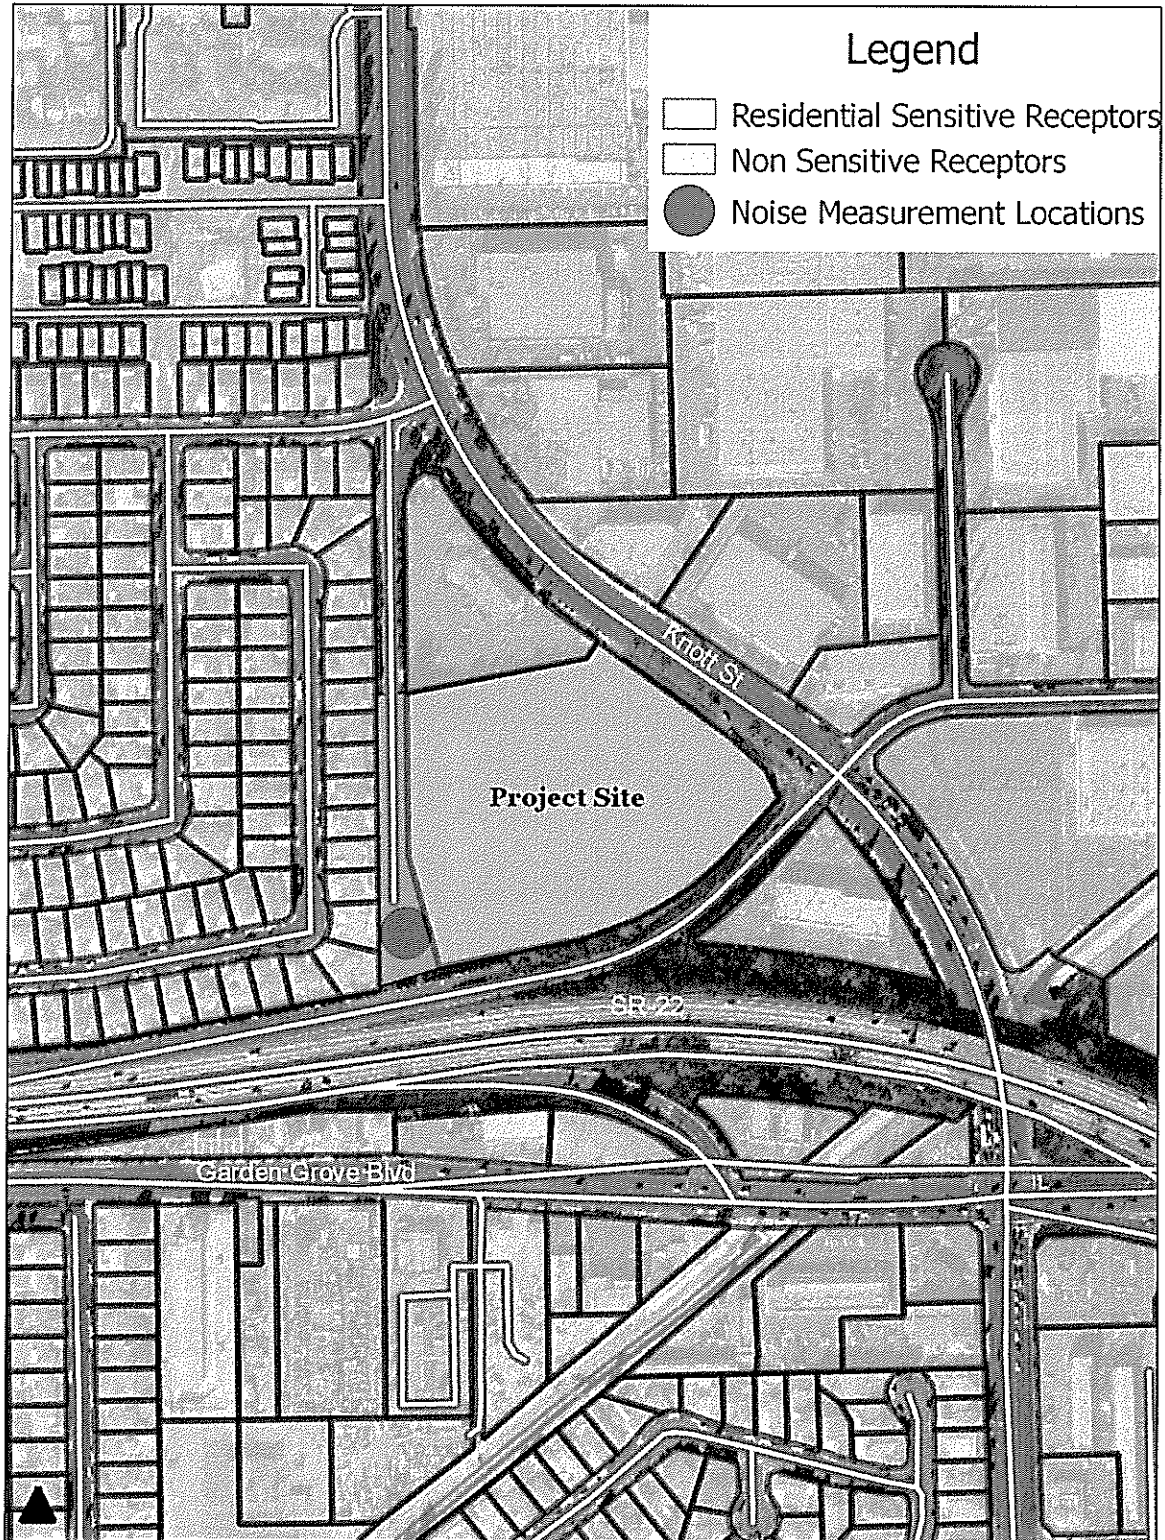 Legend
Residential Sensitive Receptors
Non Sensitive Receptors
Noise Measurement Locations
Knott St
Project Site
SR-22
Garden Grove Blvd